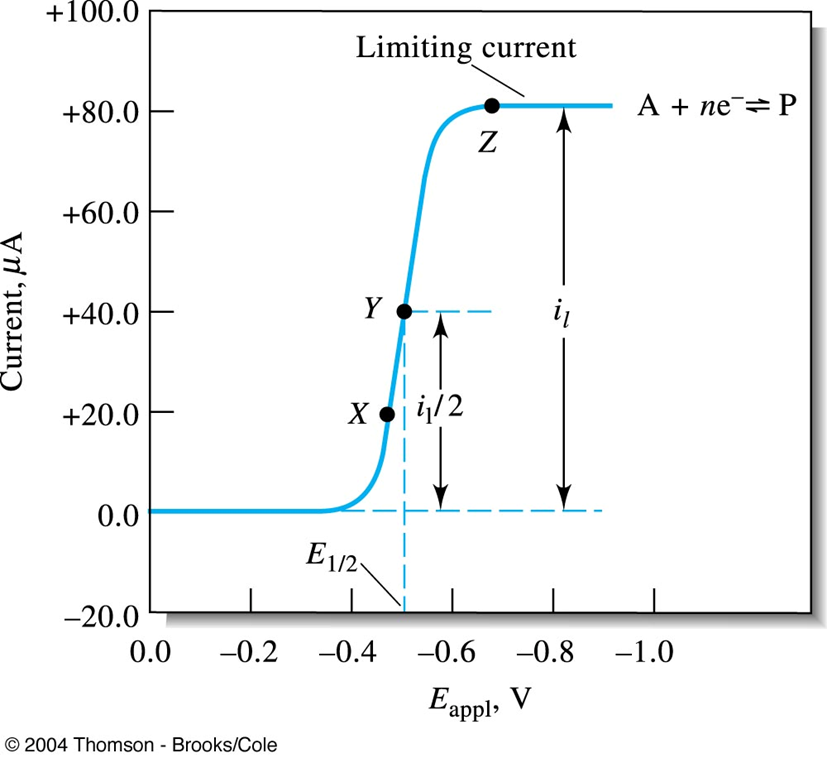 +100.0
Limiting current
+80.0
A + ne⁻ ⇌ P
Z
+60.0
Current, μA
+40.0
Y
i_l
X
i_l/2
+20.0
0.0
E_1/2
−20.0
0.0 −0.2 −0.4 −0.6 −0.8 −1.0
E_appl, V
© 2004 Thomson - Brooks/Cole